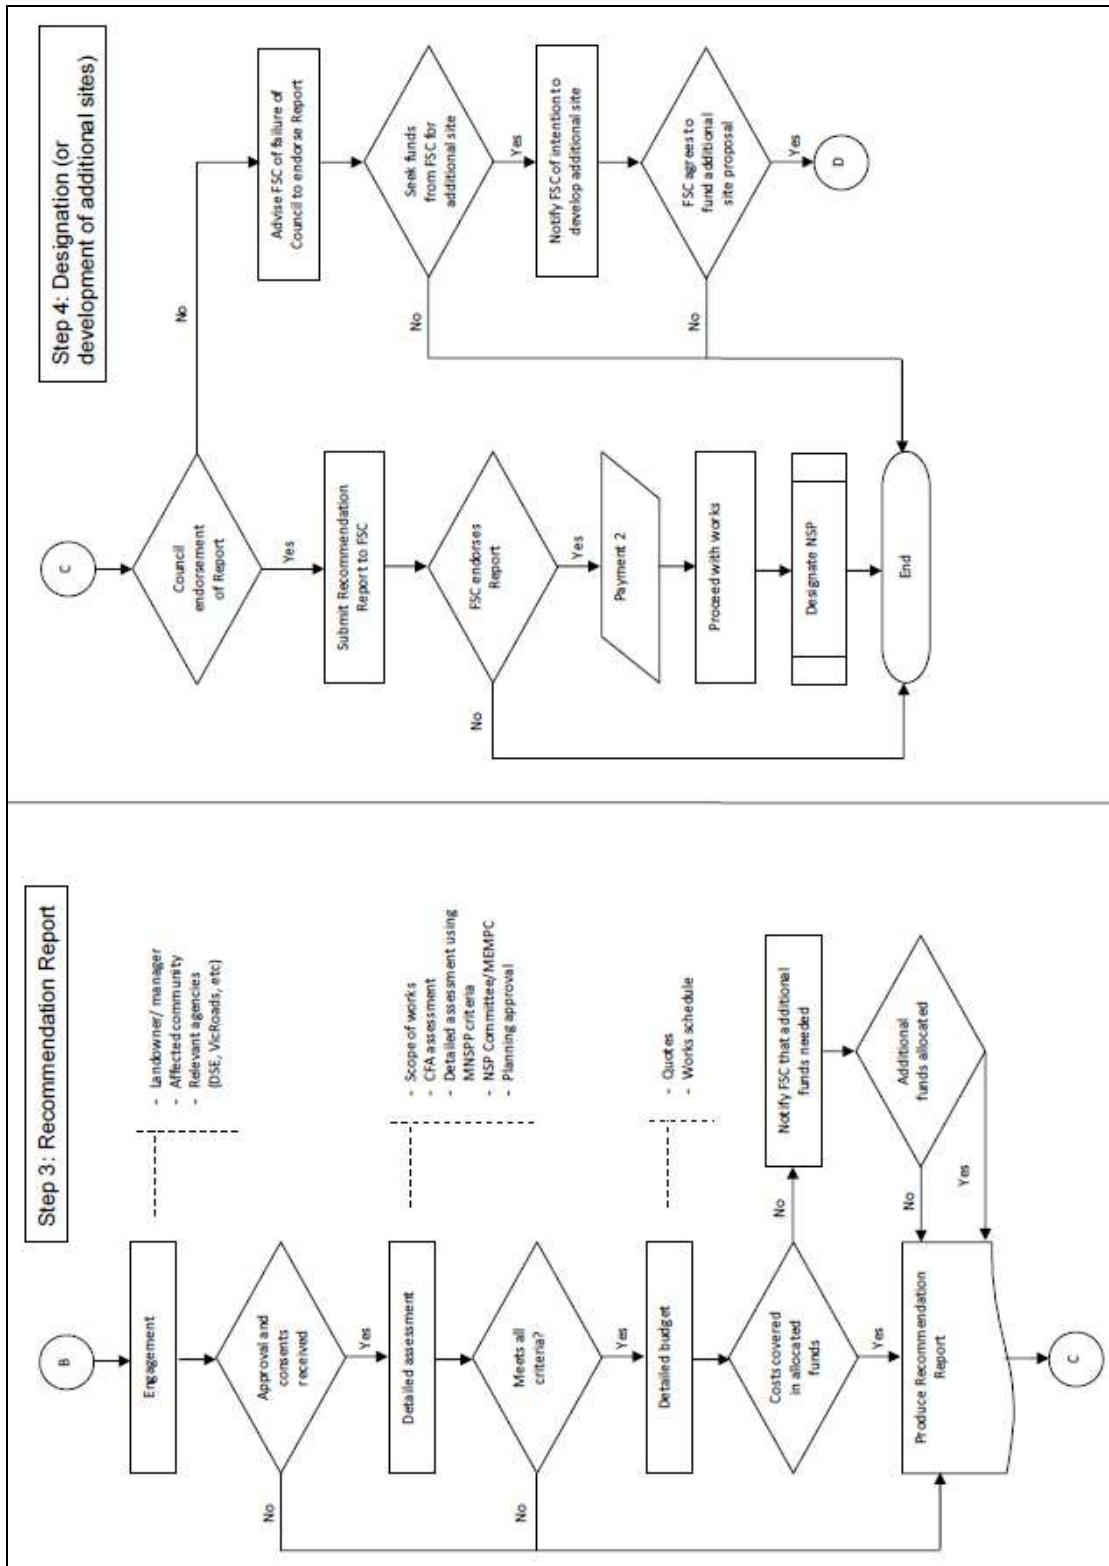 Step 3: Recommendation Report
B
Engagement
- Landowner/ manager
- Affected community
- Relevant agencies
(DSE, VicRoads, etc)
Approval and
consents
received
No
Yes
Detailed assessment
- Scope of works
- CFA assessment
- Detailed assessment using
MNSPP criteria
- NSP Committee/MEMPC
- Planning approval
Meets all
criteria?
No
Yes
Detailed budget
- Quotes
- Works schedule
Costs covered
in allocated
funds
No
Notify FSC that additional
funds needed
Yes
Additional
funds allocated
No
Yes
Produce Recommendation
Report
C
Step 4: Designation (or
development of additional sites)
C
Council
endorsement
of Report
No
Yes
Submit Recommendation
Report to FSC
FSC endorses
Report
No
Yes
Payment 2
Proceed with works
Designate NSP
End
Advise FSC of failure of
Council to endorse Report
Seek funds
from FSC for
additional site
No
Yes
Notify FSC of intention to
develop additional site
FSC agrees to
fund additional
site proposal
No
Yes
D